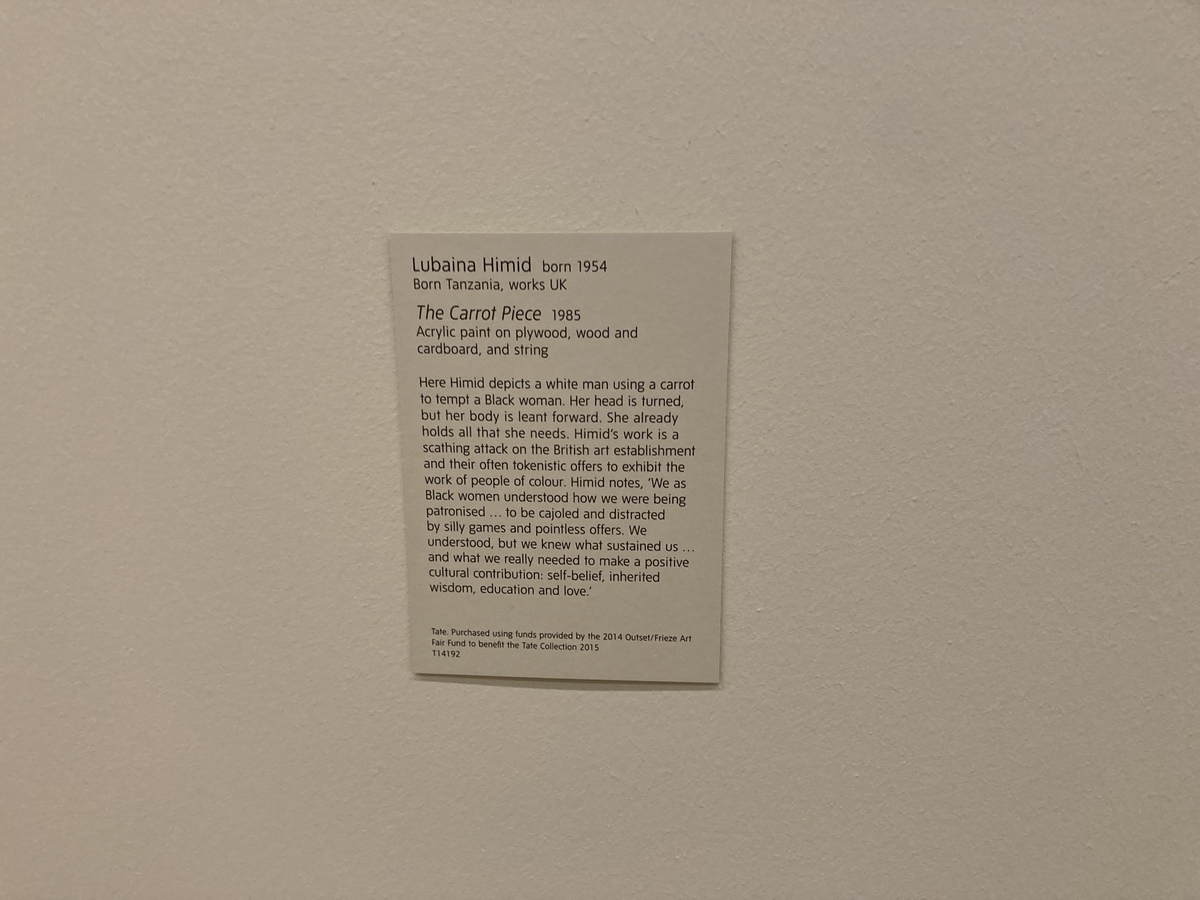 Lubaina Himid born 1954
Born Tanzania, works UK
The Carrot Piece 1985
Acrylic paint on plywood, wood and
cardboard, and string
Here Himid depicts a white man using a carrot
to tempt a Black woman. Her head is turned,
but her body is leant forward. She already
holds all that she needs. Himid's work is a
scathing attack on the British art establishment
and their often tokenistic offers to exhibit the
work of people of colour. Himid notes, ‘We as
Black women understood how we were being
patronised … to be cajoled and distracted
by silly games and pointless offers. We
understood, but we knew what sustained us …
and what we really needed to make a positive
cultural contribution: self-belief, inherited
wisdom, education and love.’
Tate. Purchased using funds provided by the 2014 Outset/Frieze Art
Fair Fund to benefit the Tate Collection 2015
T14192